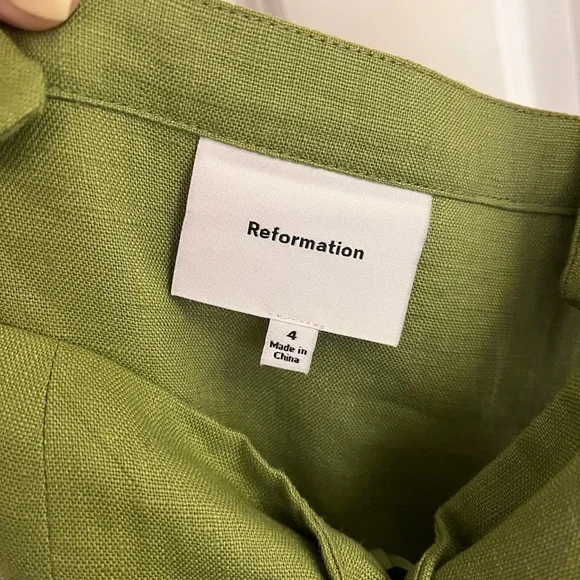 Reformation
4
Made in
China